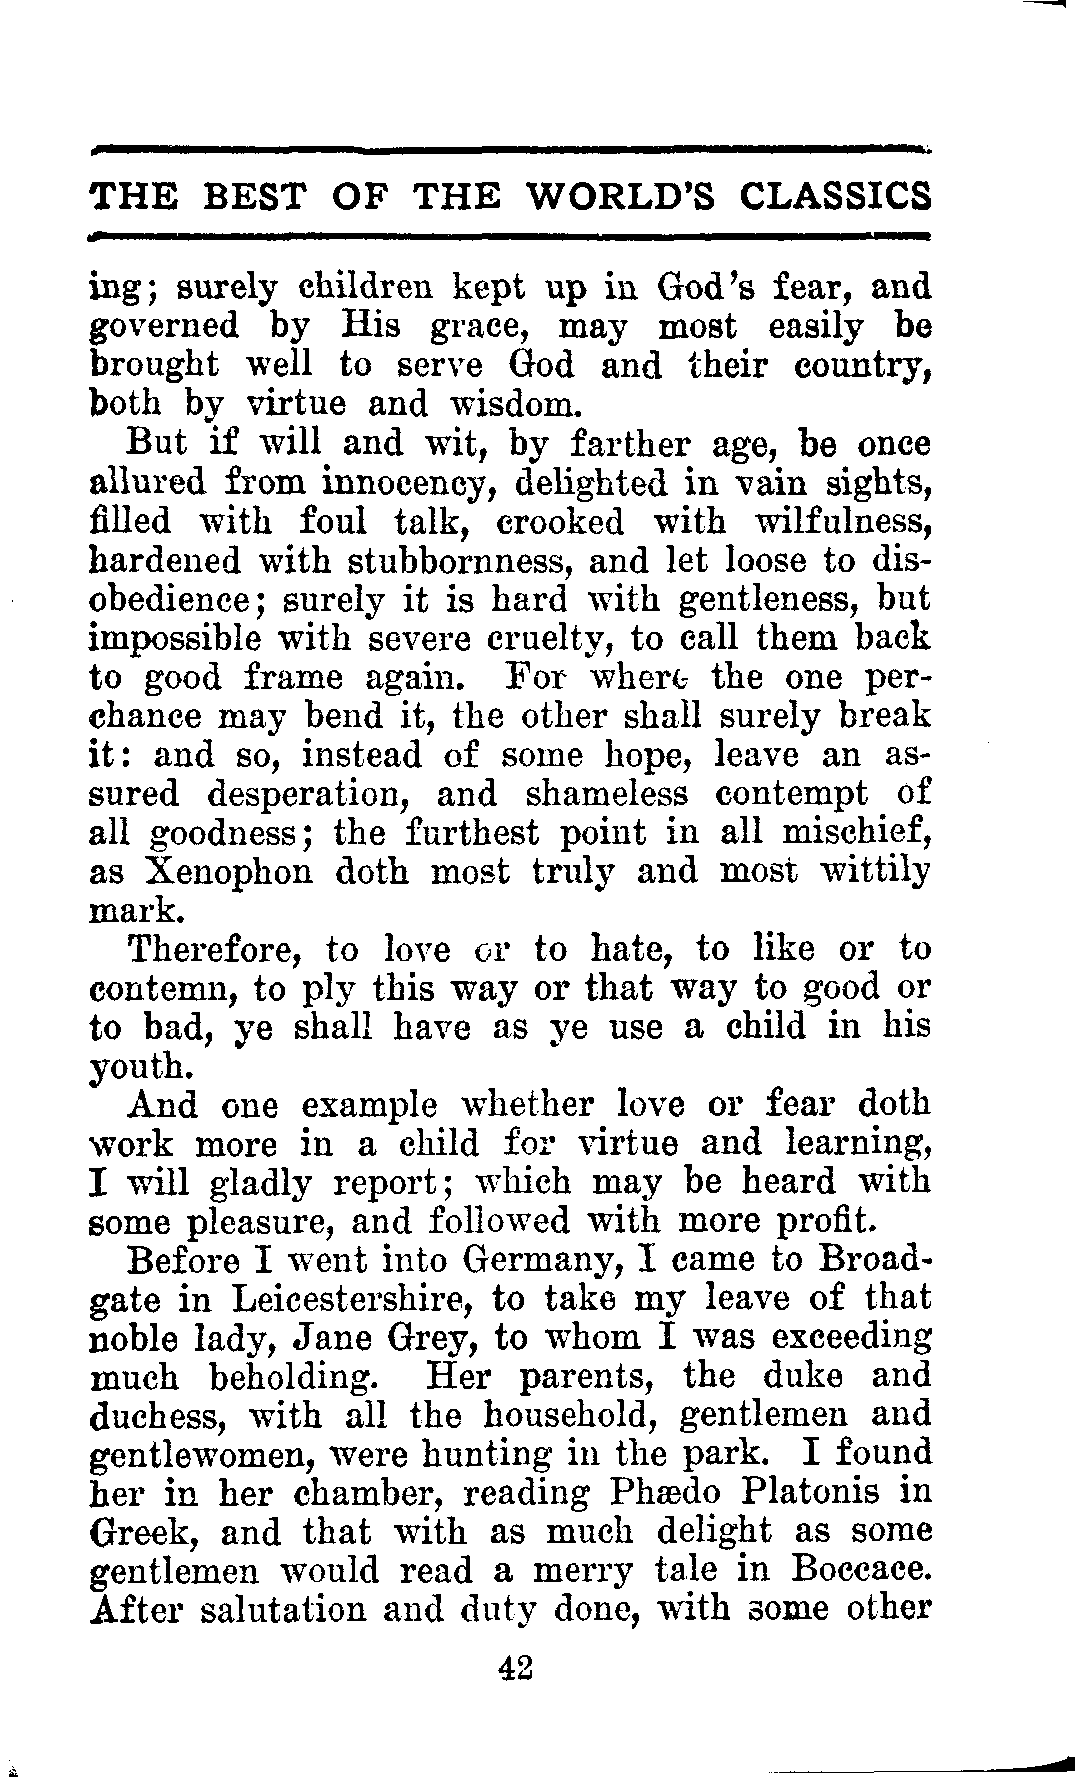 THE BEST OF THE WORLD'S CLASSICS
ing; surely children kept up in God's fear, and
governed by His grace, may most easily be
brought well to serve God and their country,
both by virtue and wisdom.
But if will and wit, by farther age, be once
allured from innocency, delighted in vain sights,
filled with foul talk, crooked with wilfulness,
hardened with stubbornness, and let loose to dis-
obedience; surely it is hard with gentleness, but
impossible with severe cruelty, to call them back
to good frame again. For where the one per-
chance may bend it, the other shall surely break
it: and so, instead of some hope, leave an as-
sured desperation, and shameless contempt of
all goodness; the furthest point in all mischief,
as Xenophon doth most truly and most wittily
mark.
Therefore, to love or to hate, to like or to
contemn, to ply this way or that way to good or
to bad, ye shall have as ye use a child in his
youth.
And one example whether love or fear doth
work more in a child for virtue and learning,
I will gladly report; which may be heard with
some pleasure, and followed with more profit.
Before I went into Germany, I came to Broad-
gate in Leicestershire, to take my leave of that
noble lady, Jane Grey, to whom I was exceeding
much beholding. Her parents, the duke and
duchess, with all the household, gentlemen and
gentlewomen, were hunting in the park. I found
her in her chamber, reading Phædo Platonis in
Greek, and that with as much delight as some
gentlemen would read a merry tale in Boccace.
After salutation and duty done, with some other
42